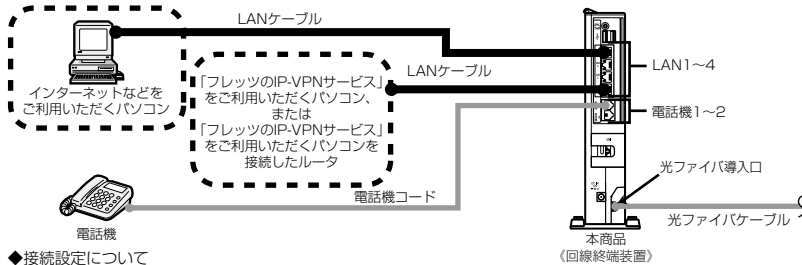 LANケーブル
インターネットなどを
ご利用いただくパソコン
「フレッツのIP-VPNサービス」
をご利用いただくパソコン、
または
「フレッツのIP-VPNサービス」
をご利用いただくパソコンを
接続したルータ
LANケーブル
LAN1~4
電話機1~2
光ファイバ導入口
電話機コード
光ファイバケーブル
電話機
本商品
《回線終端装置》
◆接続設定について